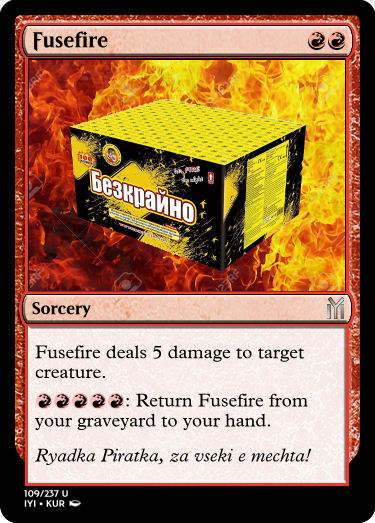 Fusefire
Безкрайно
Sorcery
Fusefire deals 5 damage to target
creature.
: Return Fusefire from
your graveyard to your hand.
Ryadka Piratka, za vseki e mechta!
109/237 U
IYI • KUR